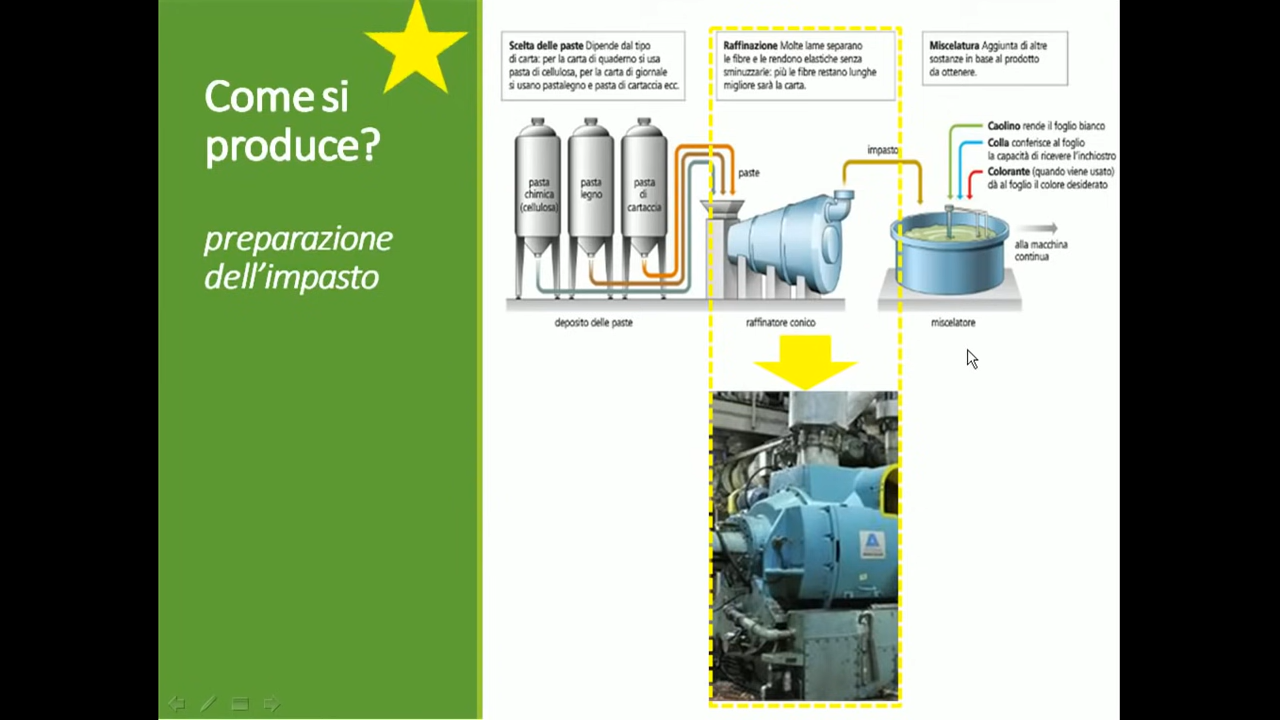 Come si
produce?
preparazione
dell'impasto
Scelta delle paste Dipende dal tipo
di carta: per la carta di quaderno si usa
pasta di cellulosa, per la carta di giornale
si usano pastalegno e pasta di cartaccia ecc.
Raffinazione Molte lame separano
le fibre e le rendono elastiche senza
sminuzzarle: più le fibre restano lunghe
migliore sarà la carta.
Miscelatura Aggiunta di altre
sostanze in base al prodotto
da ottenere.
pasta
chimica
(cellulosa)
pasta
legno
pasta
di
cartaccia
paste
impasto
Caolino rende il foglio bianco
Colla conferisce al foglio
la capacità di ricevere l'inchiostro
Colorante (quando viene usato)
dà al foglio il colore desiderato
alla macchina
continua
deposito delle paste
raffinatore conico
miscelatore